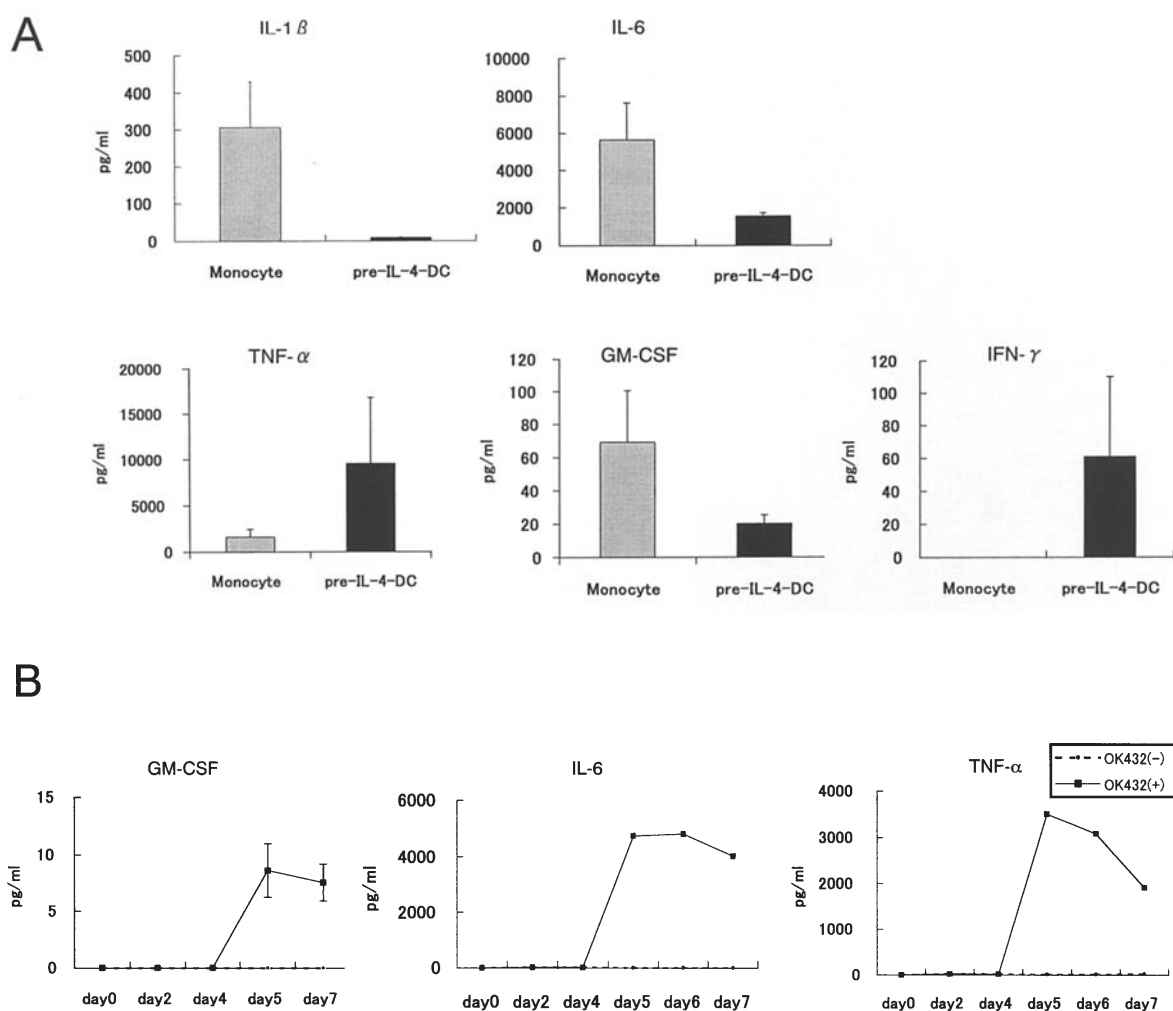 A
IL-1β
500
400
300
200
100
0
pg/ml
Monocyte
pre-IL-4-DC
IL-6
10000
8000
6000
4000
2000
0
Monocyte
pre-IL-4-DC
TNF-α
20000
15000
10000
5000
0
pg/ml
Monocyte
pre-IL-4-DC
GM-CSF
120
100
80
60
40
20
0
pg/ml
Monocyte
pre-IL-4-DC
IFN-γ
120
100
80
60
40
20
0
pg/ml
Monocyte
pre-IL-4-DC
B
GM-CSF
15
10
5
0
pg/ml
day0 day2 day4 day5 day7
IL-6
6000
4000
2000
0
pg/ml
day0 day2 day4 day5 day6 day7
TNF-α
4000
3000
2000
1000
0
pg/ml
day0 day2 day4 day5 day6 day7
OK432(-)
OK432(+)